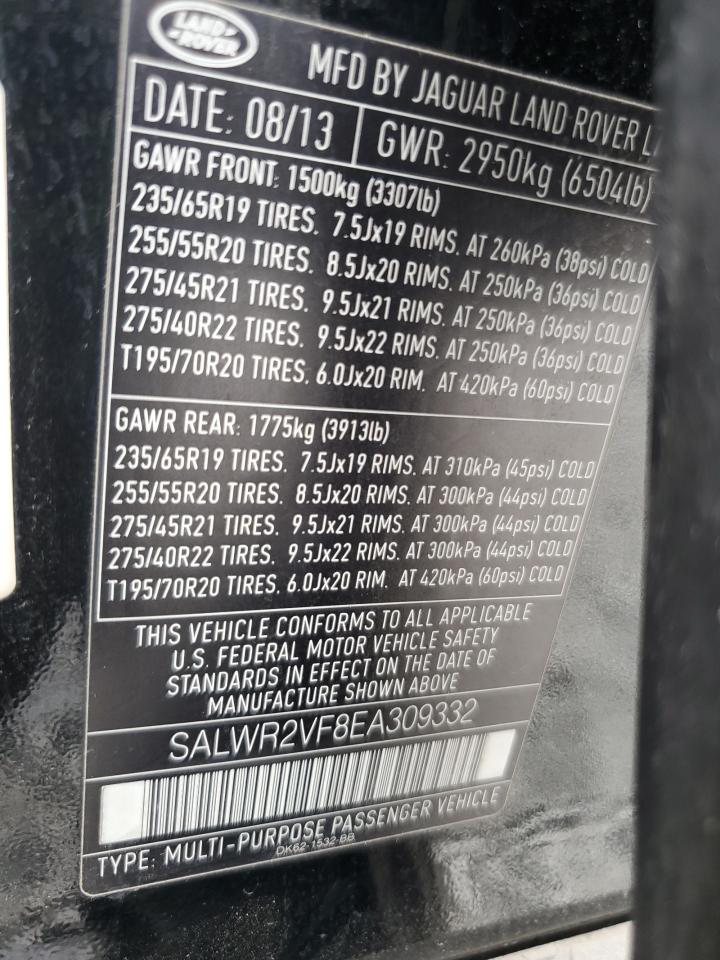 LAND ROVER
MFD BY JAGUAR LAND ROVER
DATE: 08/13
GWR: 2950kg (6504lb)
GAWR FRONT: 1500kg (3307lb)
235/65R19 TIRES. 7.5Jx19 RIMS. AT 260kPa (38psi) COLD
255/55R20 TIRES. 8.5Jx20 RIMS. AT 250kPa (36psi) COLD
275/45R21 TIRES. 9.5Jx21 RIMS. AT 250kPa (36psi) COLD
275/40R22 TIRES. 9.5Jx22 RIMS. AT 250kPa (36psi) COLD
T195/70R20 TIRES. 6.0Jx20 RIM. AT 420kPa (60psi) COLD
GAWR REAR: 1775kg (3913lb)
235/65R19 TIRES. 7.5Jx19 RIMS. AT 310kPa (45psi) COLD
255/55R20 TIRES. 8.5Jx20 RIMS. AT 300kPa (44psi) COLD
275/45R21 TIRES. 9.5Jx21 RIMS. AT 300kPa (44psi) COLD
275/40R22 TIRES. 9.5Jx22 RIMS. AT 300kPa (44psi) COLD
T195/70R20 TIRES. 6.0Jx20 RIM. AT 420kPa (60psi) COLD
THIS VEHICLE CONFORMS TO ALL APPLICABLE
U.S. FEDERAL MOTOR VEHICLE SAFETY
STANDARDS IN EFFECT ON THE DATE OF
MANUFACTURE SHOWN ABOVE
SALWR2VF8EA309332
TYPE: MULTI-PURPOSE PASSENGER VEHICLE
DK62-1532-BB